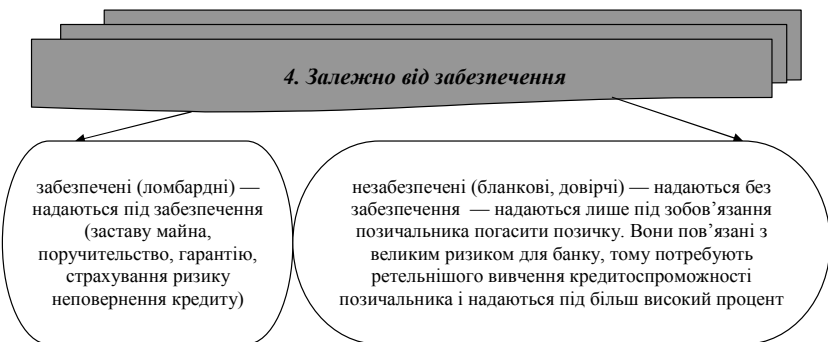 4. Залежно від забезпечення
забезпечені (ломбардні) —
надаються під забезпечення
(заставу майна,
поручительство, гарантію,
страхування ризику
неповернення кредиту)
незабезпечені (бланкові, довірчі) — надаються без
забезпечення — надаються лише під зобов’язання
позичальника погасити позичку. Вони пов’язані з
великим ризиком для банку, тому потребують
ретельнішого вивчення кредитоспроможності
позичальника і надаються під більш високий процент